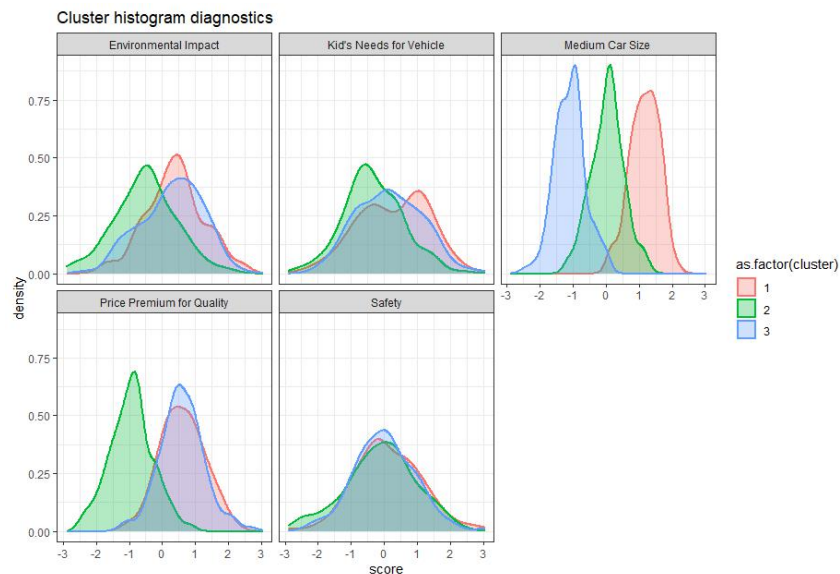 Cluster histogram diagnostics
Environmental Impact
Kid's Needs for Vehicle
Medium Car Size
0.75
0.50
0.25
0.00
-3 -2 -1 0 1 2 3
Price Premium for Quality
Safety
0.75
0.50
0.25
0.00
-3 -2 -1 0 1 2 3
-3 -2 -1 0 1 2 3
density
score
as.factor(cluster)
1
2
3